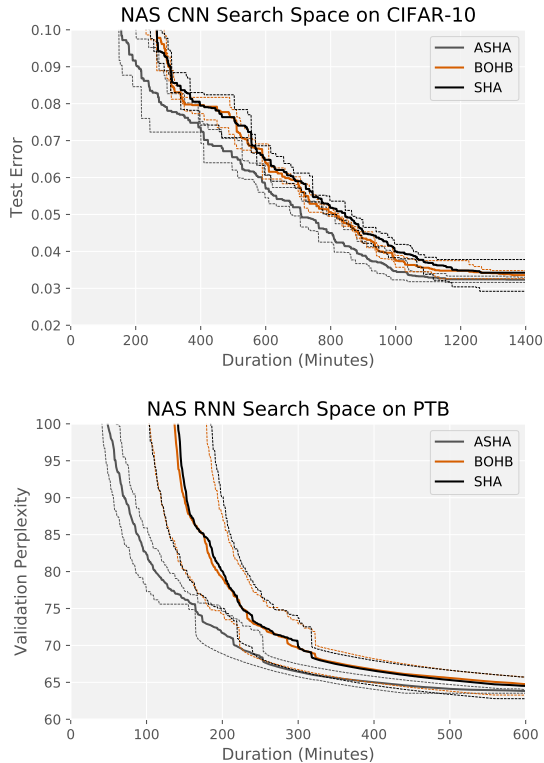 NAS CNN Search Space on CIFAR-10
0.10
0.09
0.08
0.07
0.06
0.05
0.04
0.03
0.02
Test Error
ASHA
BOHB
SHA
0 200 400 600 800 1000 1200 1400
Duration (Minutes)
NAS RNN Search Space on PTB
100
95
90
85
80
75
70
65
60
Validation Perplexity
ASHA
BOHB
SHA
0 100 200 300 400 500 600
Duration (Minutes)